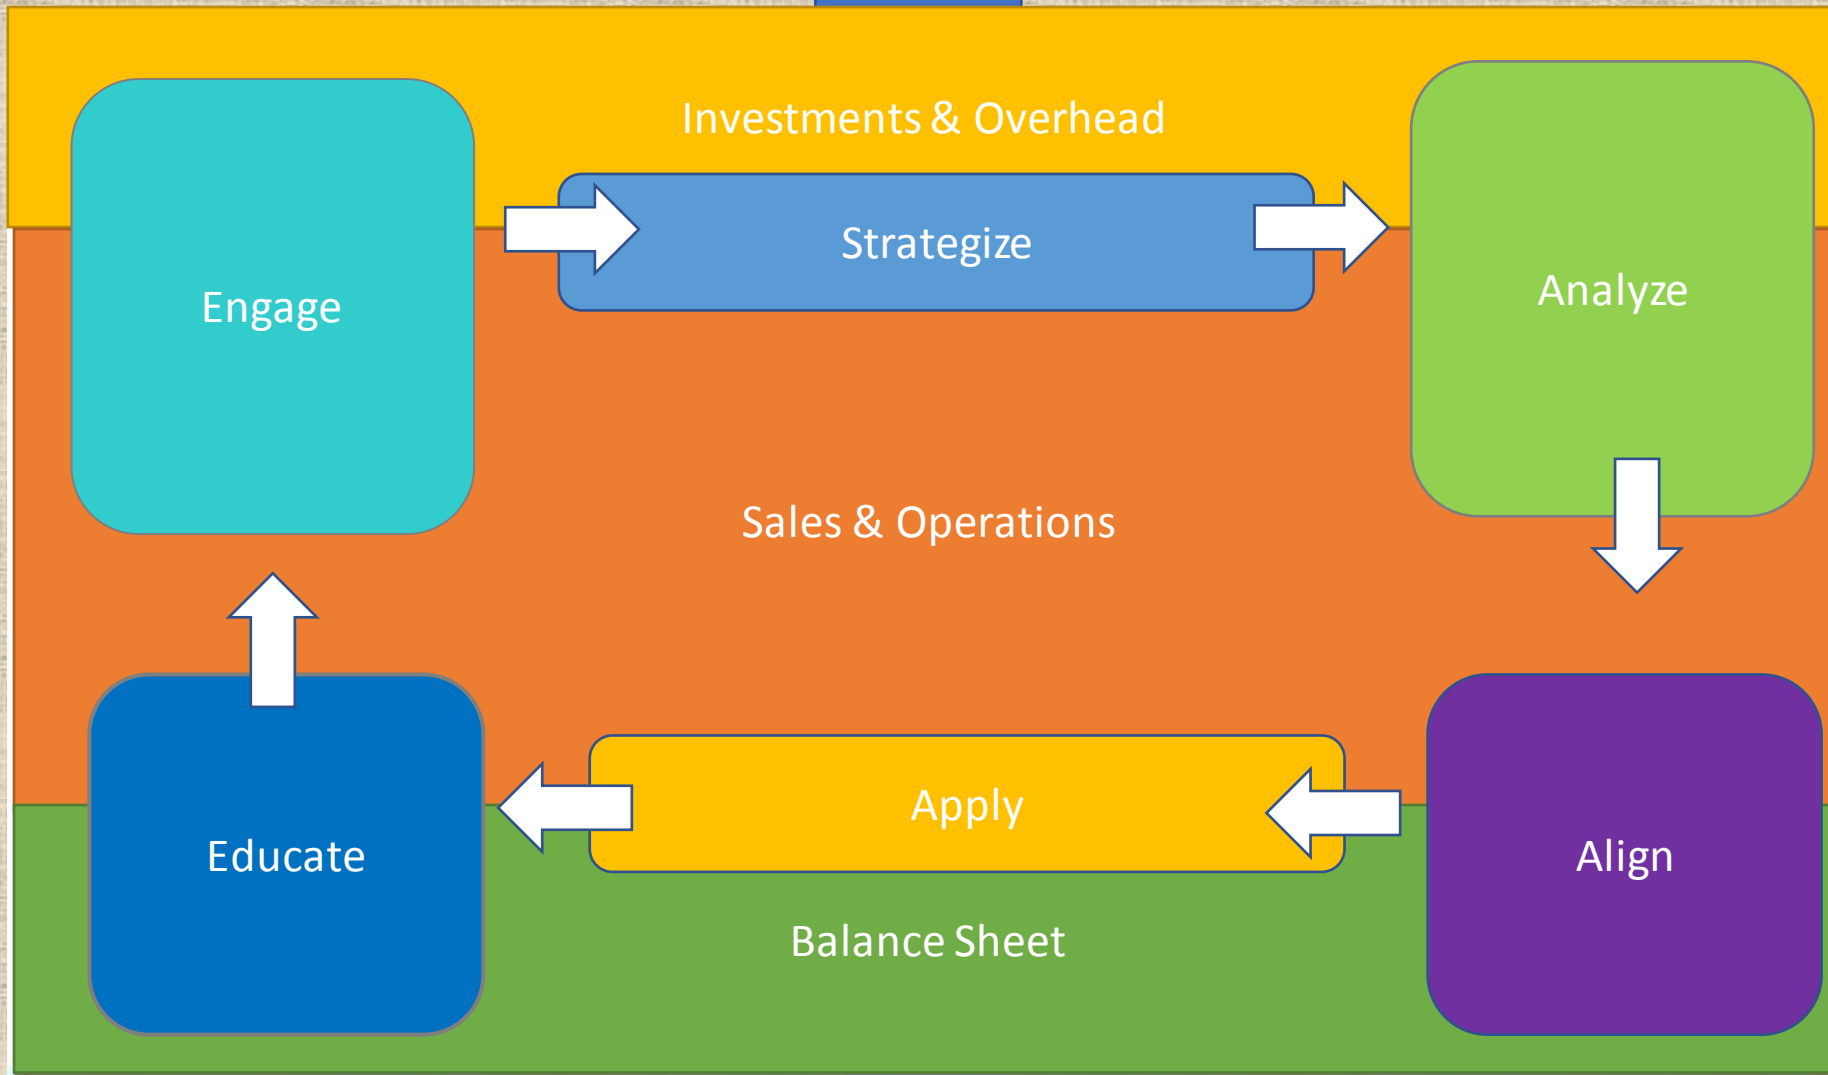 Investments & Overhead
Strategize
Engage
Analyze
Sales & Operations
Apply
Educate
Align
Balance Sheet